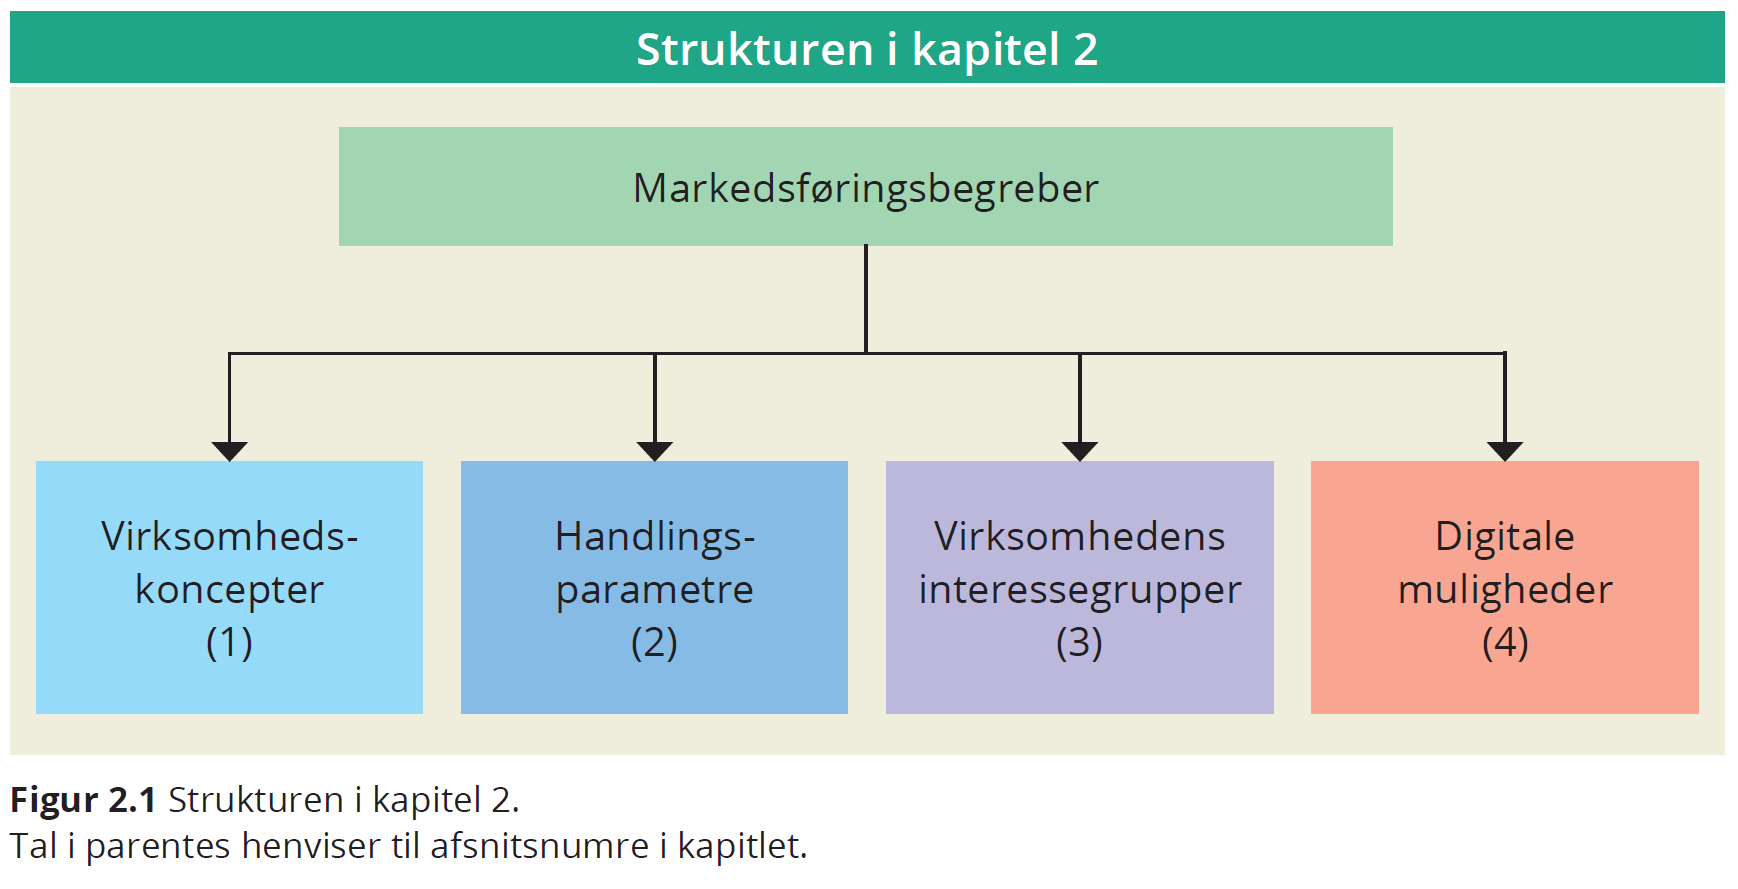 Strukturen i kapitel 2
Markedsføringsbegreber
Virksomheds-
koncepter
(1)
Handlings-
parametre
(2)
Virksomhedens
interessegrupper
(3)
Digitale
muligheder
(4)
Figur 2.1 Strukturen i kapitel 2.
Tal i parentes henviser til afsnitsnumre i kapitlet.